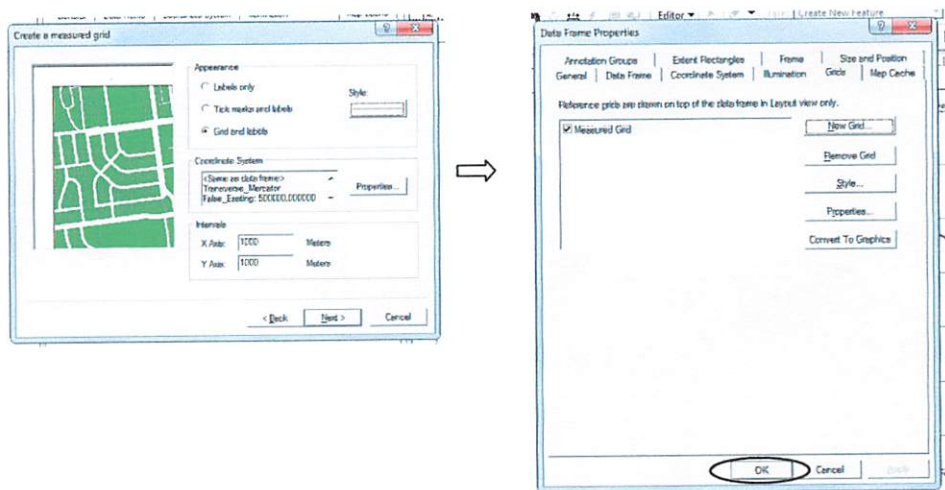 Create a measured grid
Appearance
Labels only
Tick marks and labels
Grid and labels
Style:
Coordinate System
<Same as data frame>
Transverse_Mercator
False_Easting: 500000,000000
Properties...
Intervals
X Axis: 1000 Meters
Y Axis: 1000 Meters
< Back Next > Cancel
Editor
Create New Feature
Data Frame Properties
Annotation Groups Extent Rectangles Frame Size and Position
General Data Frame Coordinate System Illumination Grids Map Cache
Reference grids are drawn on top of the data frame in Layout view only.
Measured Grid
New Grid...
Remove Grid
Style...
Properties...
Convert To Graphics
OK Cancel Apply